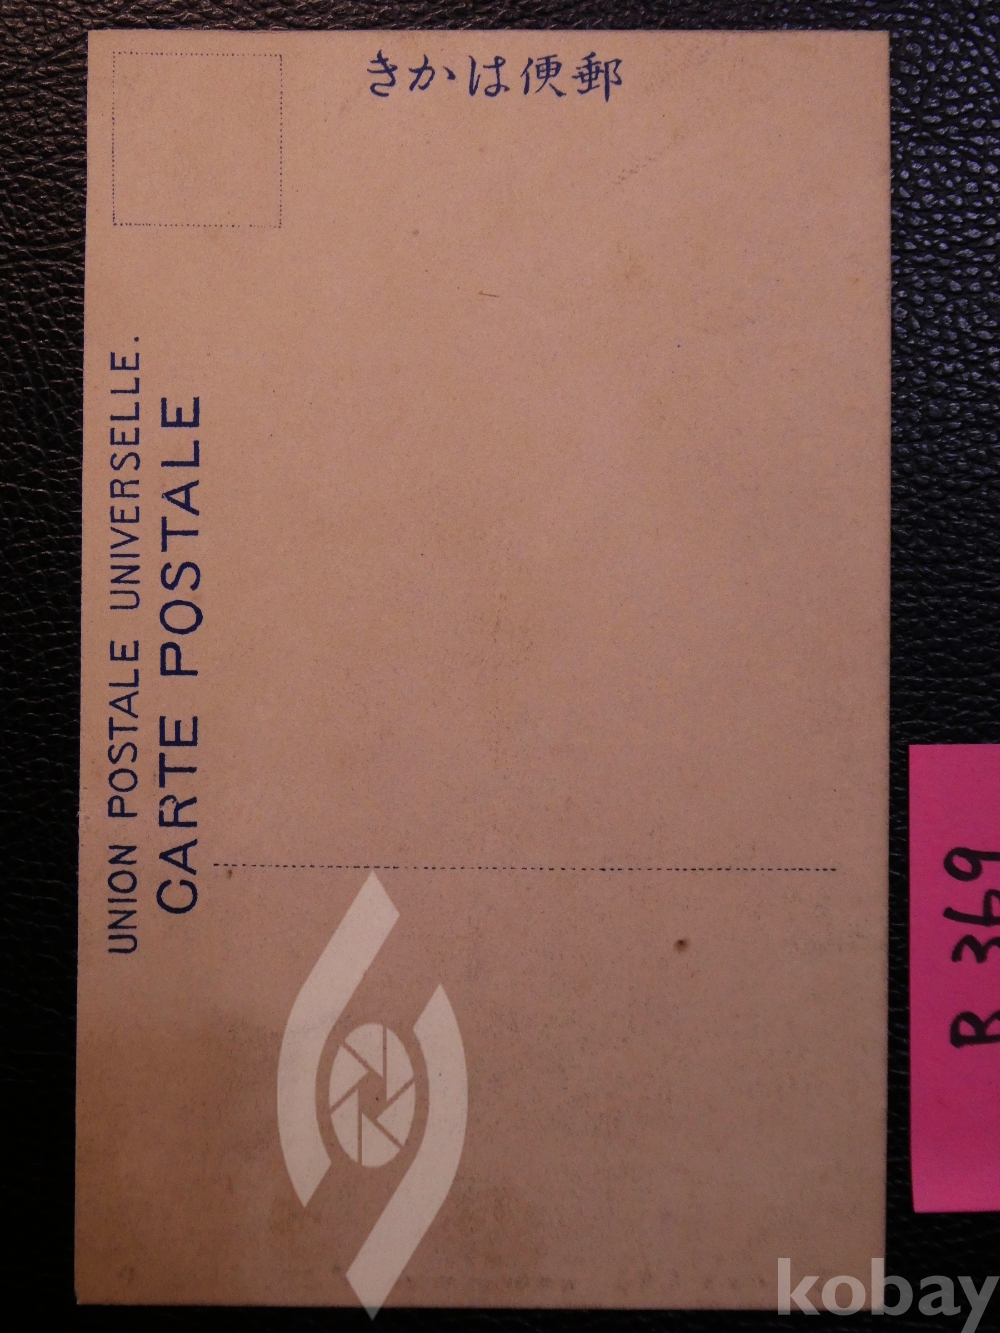 きかは便郵
UNION POSTALE UNIVERSELLE.
CARTE POSTALE
B 369
kobay